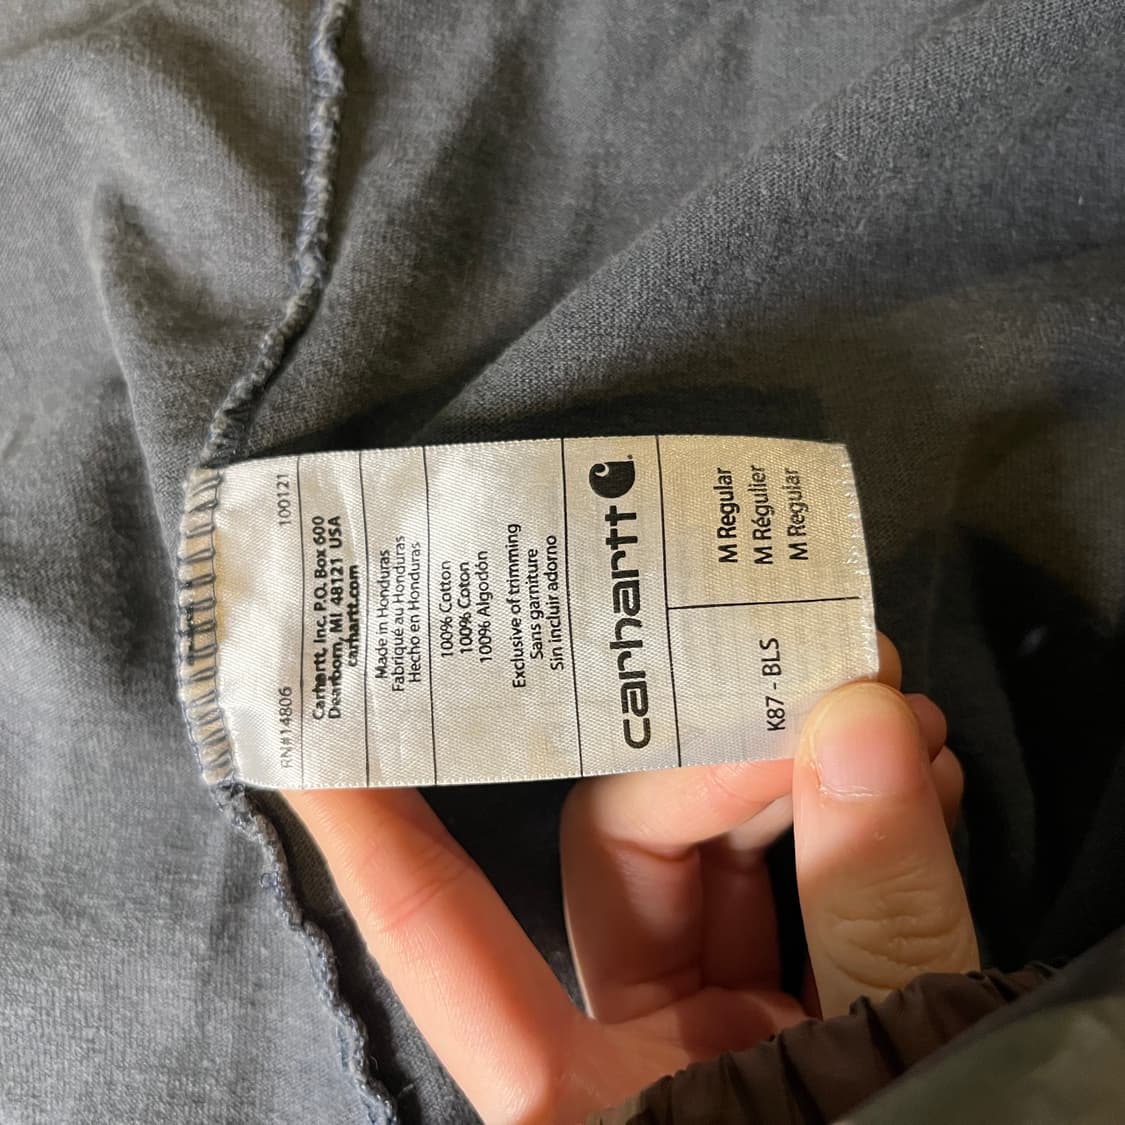 RN#14806 100121
Carhartt, Inc. P.O. Box 600
Dearborn, MI 48121 USA
carhartt.com
Made in Honduras
Fabriqué au Honduras
Hecho en Honduras
100% Cotton
100% Coton
100% Algodón
Exclusive of trimming
Sans garniture
Sin incluir adorno
carhartt
K87 - BLS
M Regular
M Régulier
M Regular